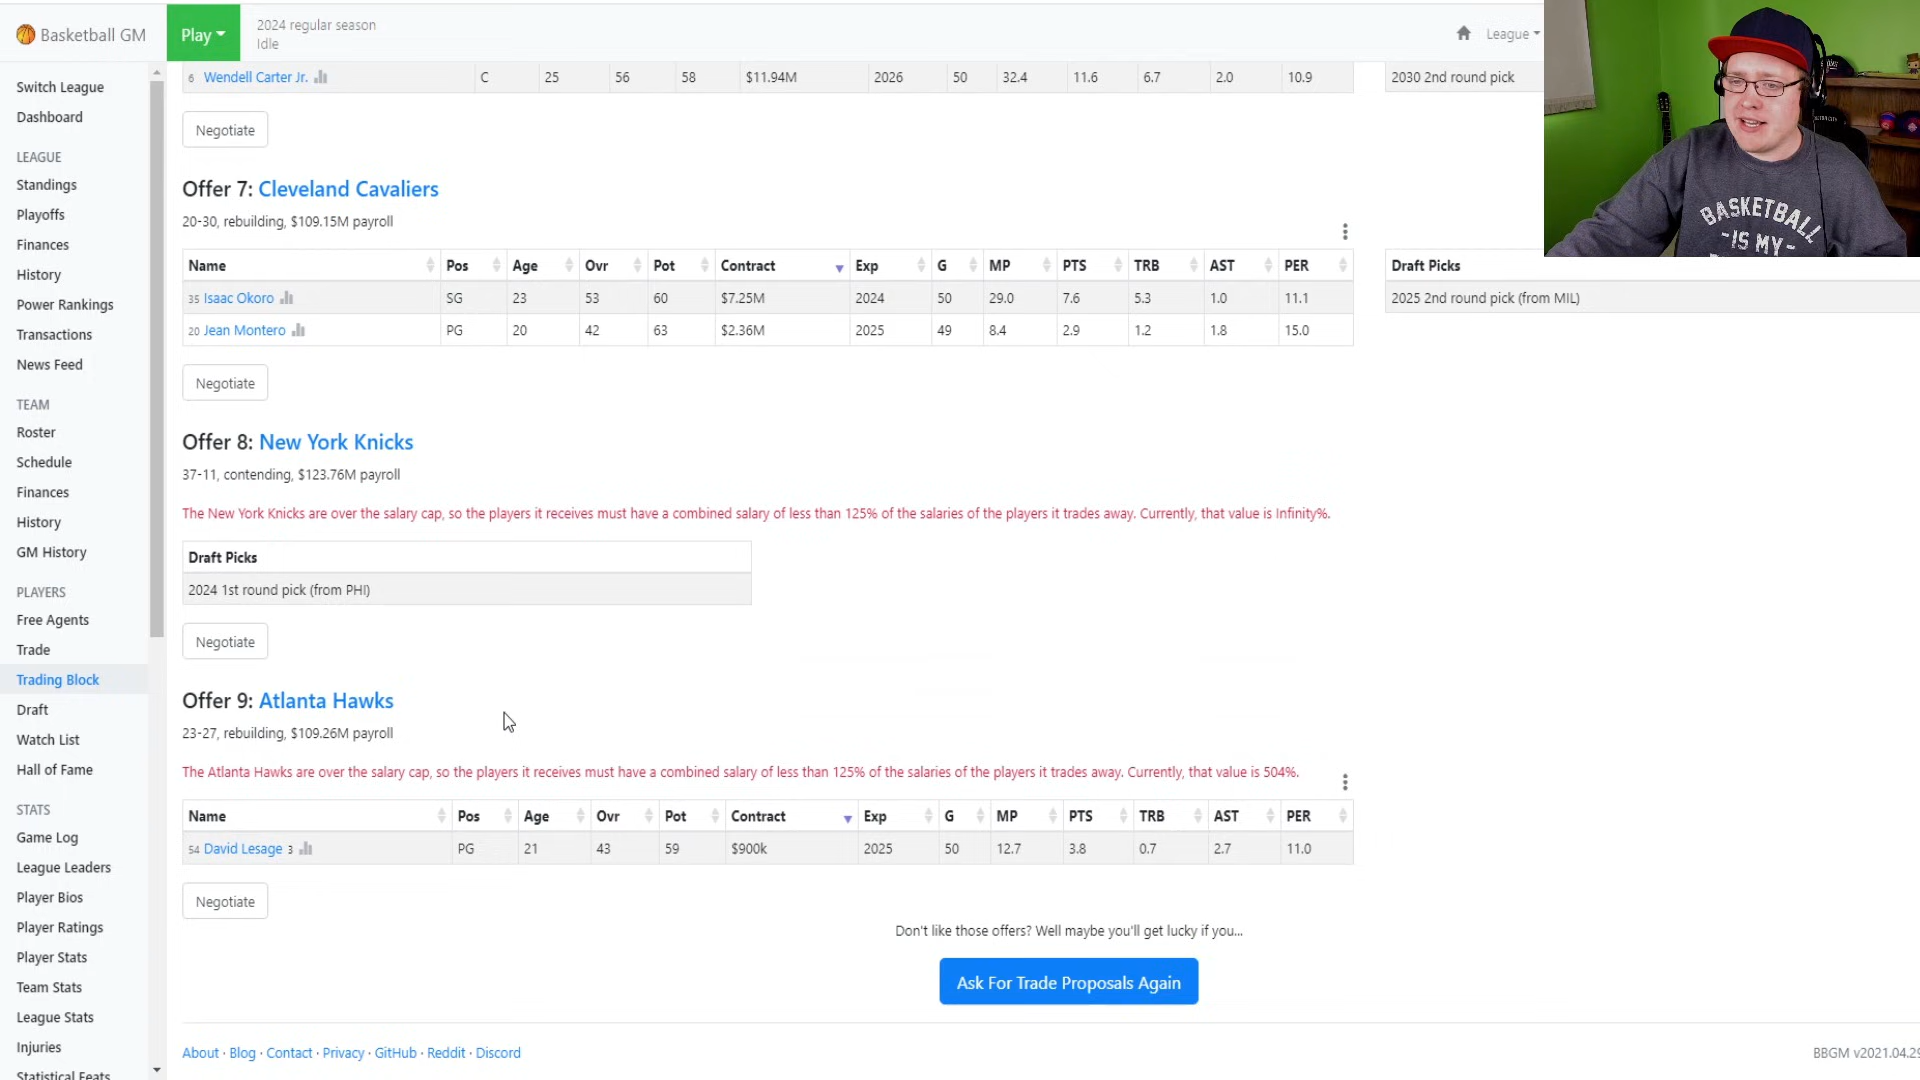 Basketball GM
Play
2024 regular season
Idle
League
Switch League
Dashboard
LEAGUE
Standings
Playoffs
Finances
History
Power Rankings
Transactions
News Feed
TEAM
Roster
Schedule
Finances
History
GM History
PLAYERS
Free Agents
Trade
Trading Block
Draft
Watch List
Hall of Fame
STATS
Game Log
League Leaders
Player Bios
Player Ratings
Player Stats
Team Stats
League Stats
Injuries
Statistical Feats
6 Wendell Carter Jr. C 25 56 58 $11.94M 2026 50 32.4 11.6 6.7 2.0 10.9
2030 2nd round pick
Negotiate
Offer 7: Cleveland Cavaliers
20-30, rebuilding, $109.15M payroll
Name Pos Age Ovr Pot Contract Exp G MP PTS TRB AST PER
35 Isaac Okoro SG 23 53 60 $7.25M 2024 50 29.0 7.6 5.3 1.0 11.1
20 Jean Montero PG 20 42 63 $2.36M 2025 49 8.4 2.9 1.2 1.8 15.0
Draft Picks
2025 2nd round pick (from MIL)
Negotiate
Offer 8: New York Knicks
37-11, contending, $123.76M payroll
The New York Knicks are over the salary cap, so the players it receives must have a combined salary of less than 125% of the salaries of the players it trades away. Currently, that value is Infinity%.
Draft Picks
2024 1st round pick (from PHI)
Negotiate
Offer 9: Atlanta Hawks
23-27, rebuilding, $109.26M payroll
The Atlanta Hawks are over the salary cap, so the players it receives must have a combined salary of less than 125% of the salaries of the players it trades away. Currently, that value is 504%.
Name Pos Age Ovr Pot Contract Exp G MP PTS TRB AST PER
54 David Lesage 3 PG 21 43 59 $900k 2025 50 12.7 3.8 0.7 2.7 11.0
Negotiate
Don't like those offers? Well maybe you'll get lucky if you...
Ask For Trade Proposals Again
About · Blog · Contact · Privacy · GitHub · Reddit · Discord
BBGM v2021.04.29
BASKETBALL
-IS MY-